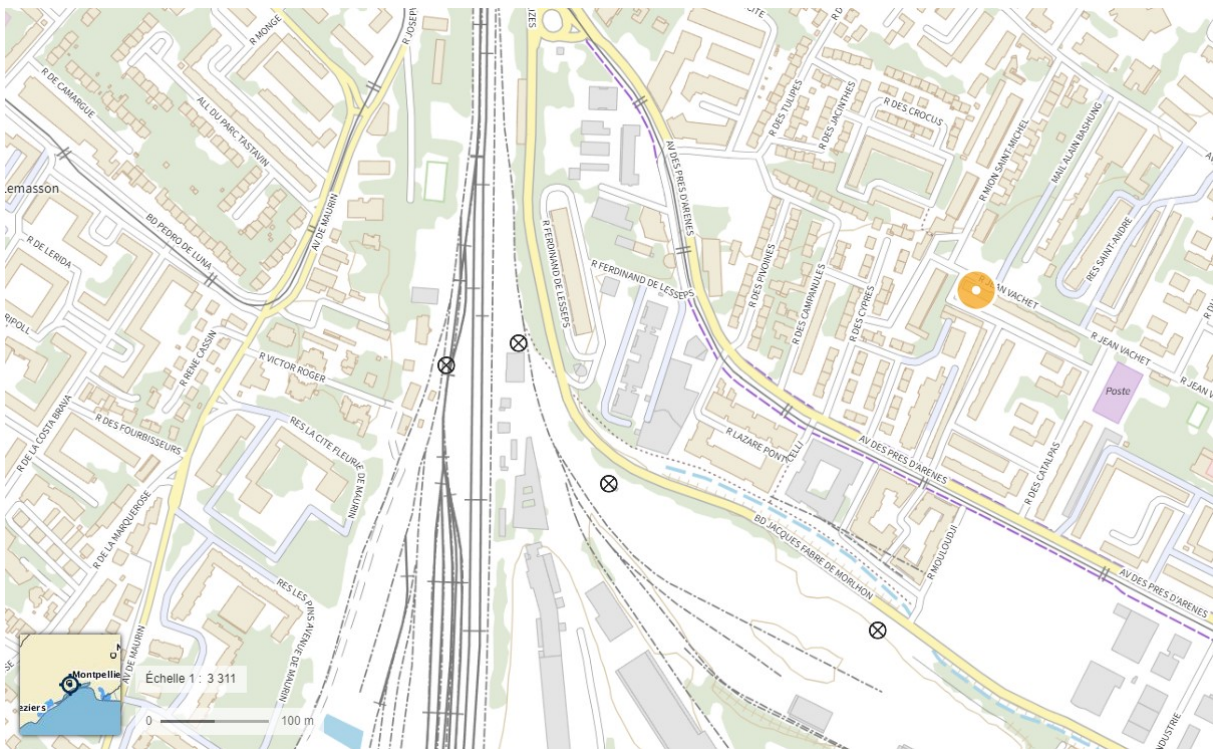 R MONGE
R JOSEPH
UZES
CITE
R DE CAMARGUE
ALL DU PARC TASTAVIN
R DES TULIPES
R DES JACINTHES
R DES CROCUS
R MION SAINT-MICHEL
MAIL ALAIN BASHUNG
emasson
BD PEDRO DE LUNA
AV DE MAURIN
AV DES PRES D'ARENES
R DE LERIDA
R FERDINAND DE LESSEPS
R FERDINAND DE LESSEPS
R DES PIVOINES
R DES CAMPANULES
R DES CYPRES
RES SAINT-ANDRE
R JEAN VACHET
RIPOLL
R RENE CASSIN
R VICTOR ROGER
R JEAN VACHET
R JEAN V
Poste
R DE LA COSTA BRAVA
R DES FOURBISSEURS
RES LA CITE FLEURIE DE MAURIN
R LAZARE PONTICELLI
AV DES PRES D'ARENES
R DES CATALPAS
R DE LA MARQUEROSE
BD JACQUES FABRE DE MORLHON
R MOULOUDJI
AV DES PRES D'ARENES
RES LES PINS AVENUE DE MAURIN
AV DE MAURIN
Montpellie
eziers
Échelle 1 : 3 311
0 100 m
INDUSTRIE